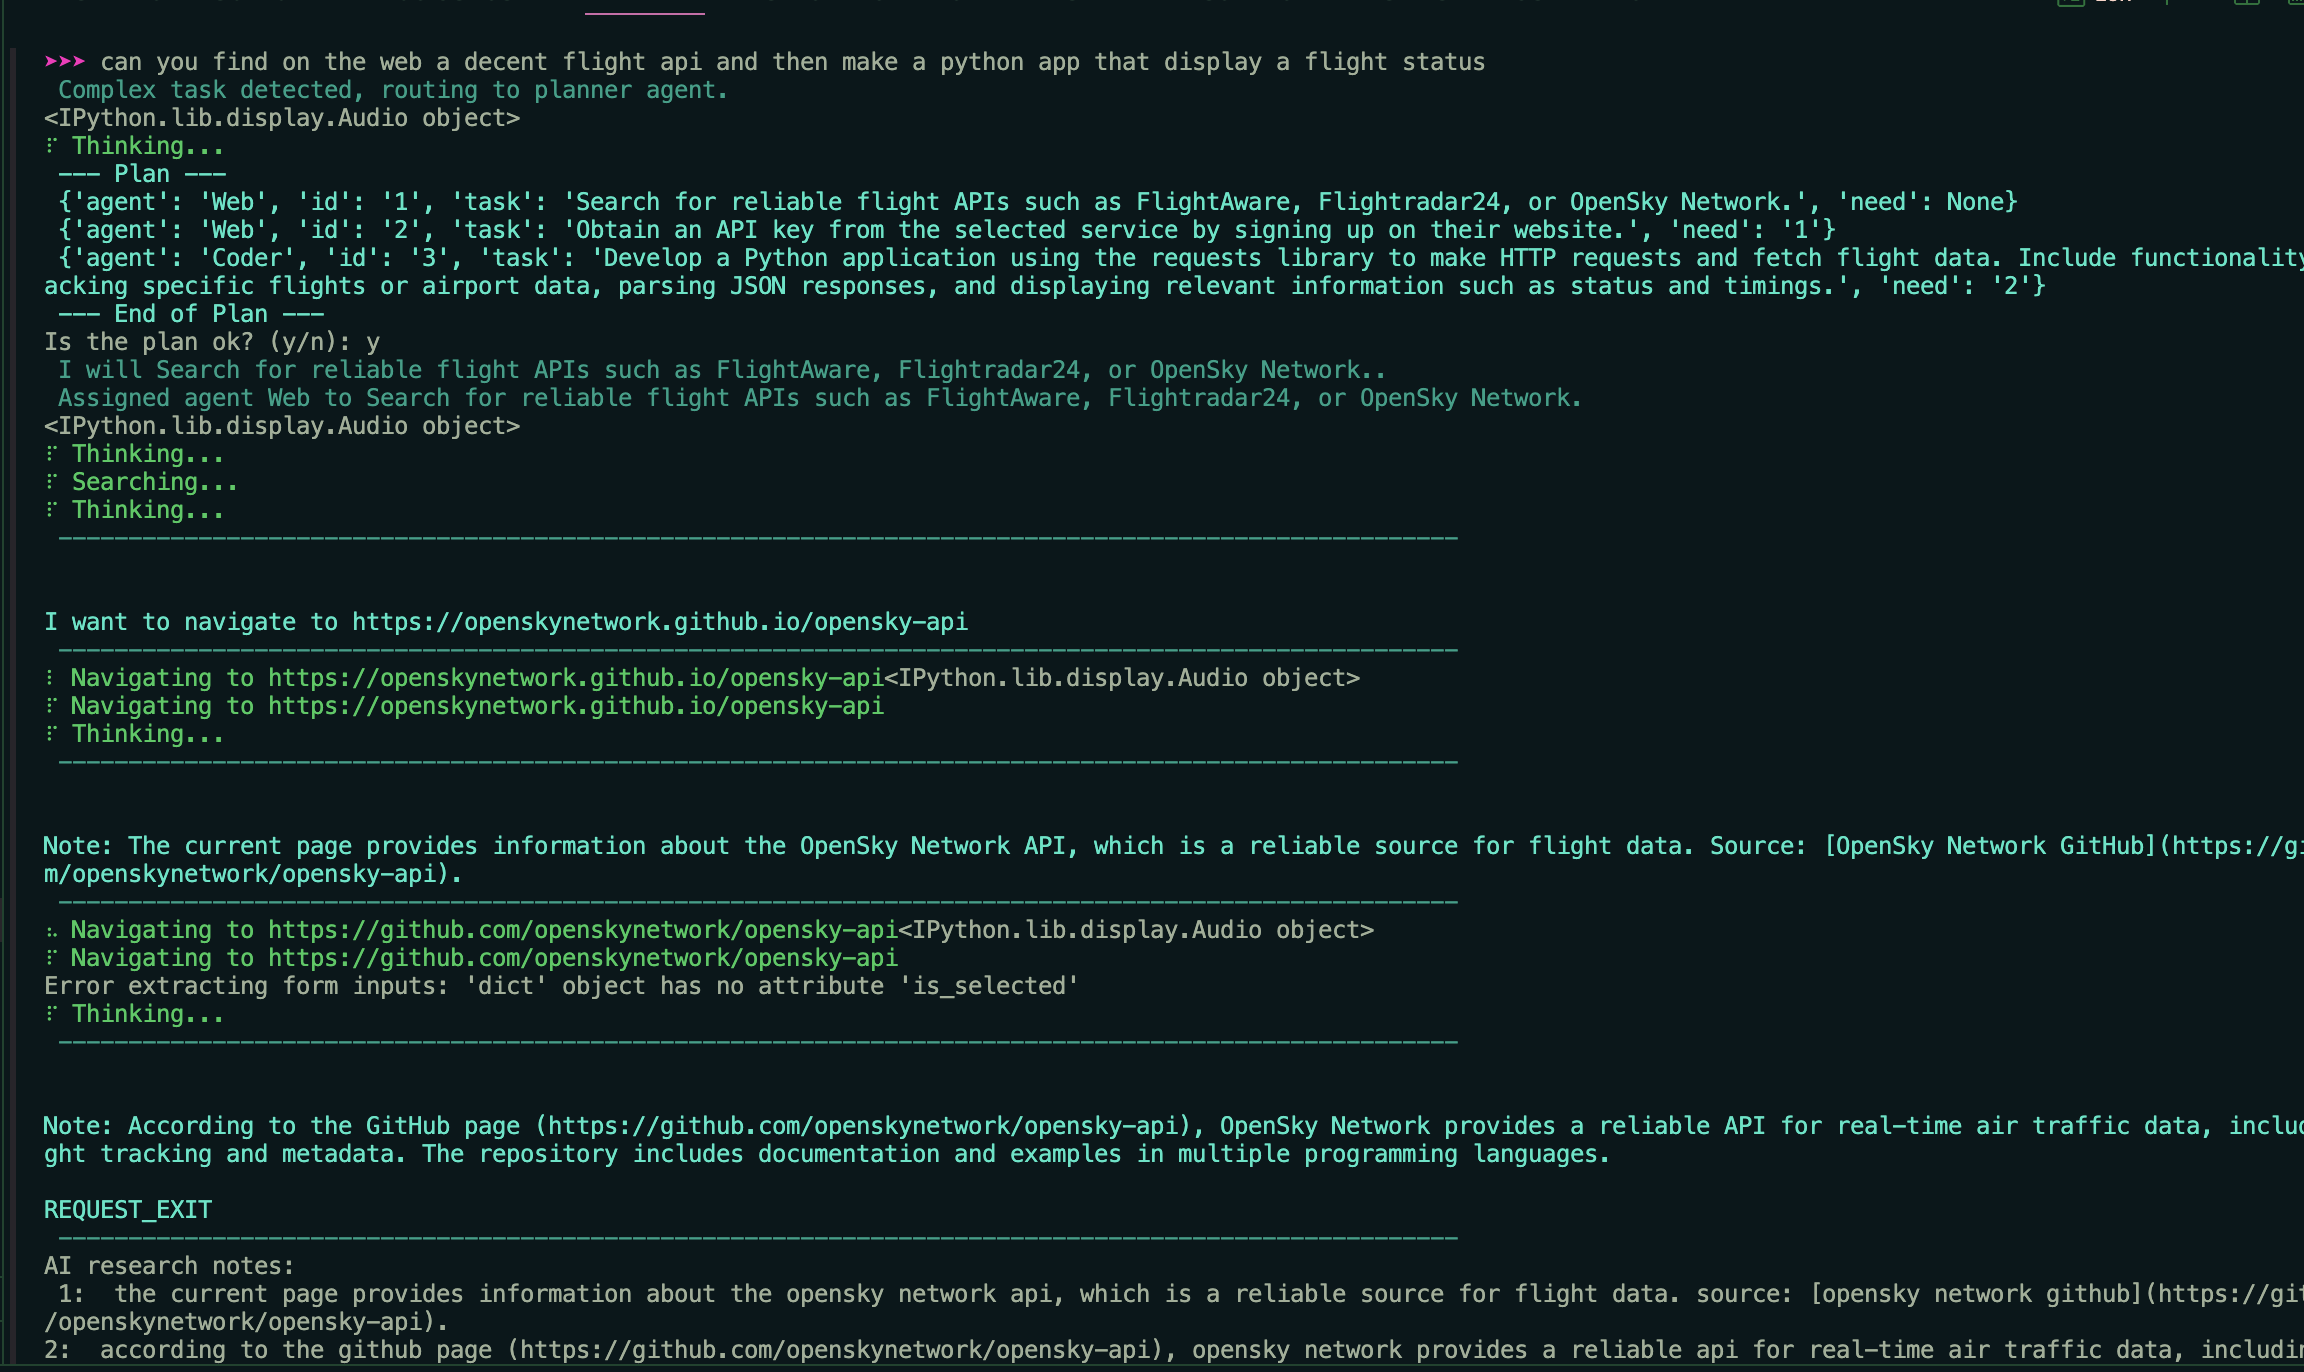 ➤➤➤ can you find on the web a decent flight api and then make a python app that display a flight status
Complex task detected, routing to planner agent.
<IPython.lib.display.Audio object>
⠏ Thinking...
--- Plan ---
{'agent': 'Web', 'id': '1', 'task': 'Search for reliable flight APIs such as FlightAware, Flightradar24, or OpenSky Network.', 'need': None}
{'agent': 'Web', 'id': '2', 'task': 'Obtain an API key from the selected service by signing up on their website.', 'need': '1'}
{'agent': 'Coder', 'id': '3', 'task': 'Develop a Python application using the requests library to make HTTP requests and fetch flight data. Include functionality
acking specific flights or airport data, parsing JSON responses, and displaying relevant information such as status and timings.', 'need': '2'}
--- End of Plan ---
Is the plan ok? (y/n): y
I will Search for reliable flight APIs such as FlightAware, Flightradar24, or OpenSky Network..
Assigned agent Web to Search for reliable flight APIs such as FlightAware, Flightradar24, or OpenSky Network.
<IPython.lib.display.Audio object>
⠏ Thinking...
⠏ Searching...
⠏ Thinking...
I want to navigate to https://openskynetwork.github.io/opensky-api
⠇ Navigating to https://openskynetwork.github.io/opensky-api<IPython.lib.display.Audio object>
⠏ Navigating to https://openskynetwork.github.io/opensky-api
⠏ Thinking...
Note: The current page provides information about the OpenSky Network API, which is a reliable source for flight data. Source: [OpenSky Network GitHub](https://gi
m/openskynetwork/opensky-api).
⠦ Navigating to https://github.com/openskynetwork/opensky-api<IPython.lib.display.Audio object>
⠏ Navigating to https://github.com/openskynetwork/opensky-api
Error extracting form inputs: 'dict' object has no attribute 'is_selected'
⠏ Thinking...
Note: According to the GitHub page (https://github.com/openskynetwork/opensky-api), OpenSky Network provides a reliable API for real-time air traffic data, inclu
ght tracking and metadata. The repository includes documentation and examples in multiple programming languages.
REQUEST_EXIT
AI research notes:
1:  the current page provides information about the opensky network api, which is a reliable source for flight data. source: [opensky network github](https://git
/openskynetwork/opensky-api).
2:  according to the github page (https://github.com/openskynetwork/opensky-api), opensky network provides a reliable api for real-time air traffic data, includin